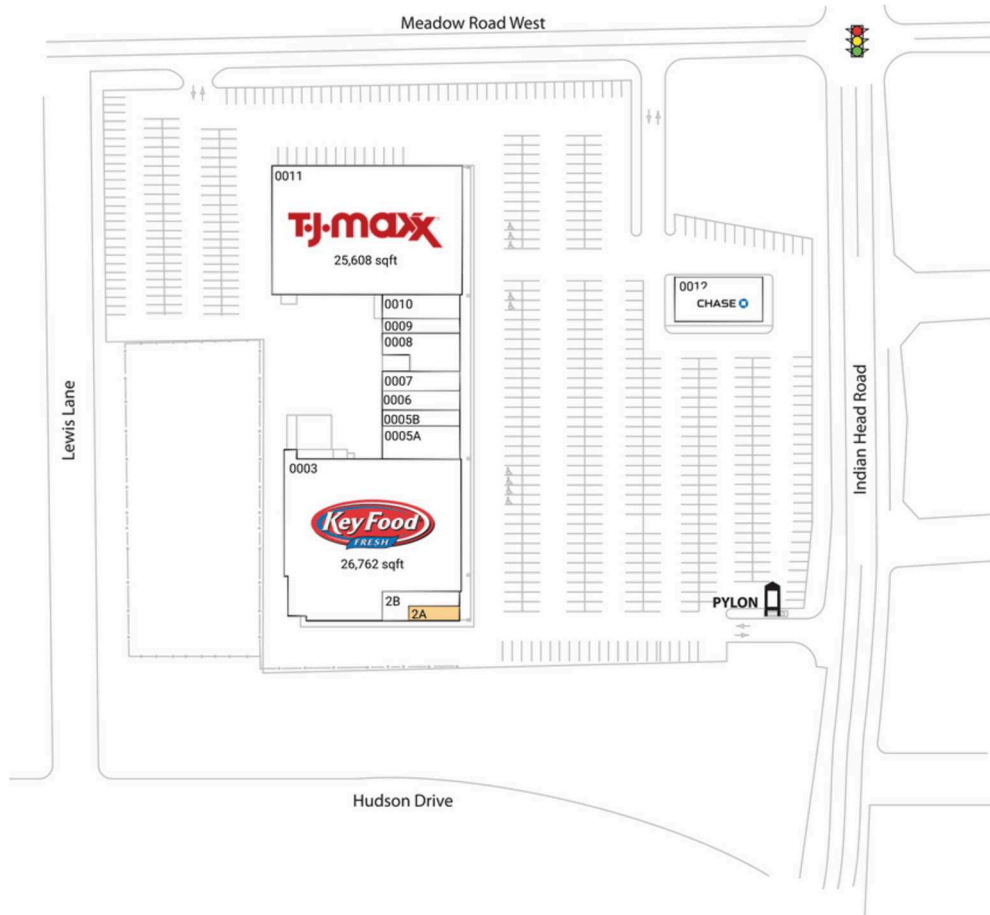 Meadow Road West
0011
T·J·maxx
25,608 sqft
0012
CHASE
0010
0009
0008
0007
0006
0005B
0005A
Lewis Lane
Indian Head Road
0003
Key Food
FRESH
26,762 sqft
2B
2A
PYLON
Hudson Drive